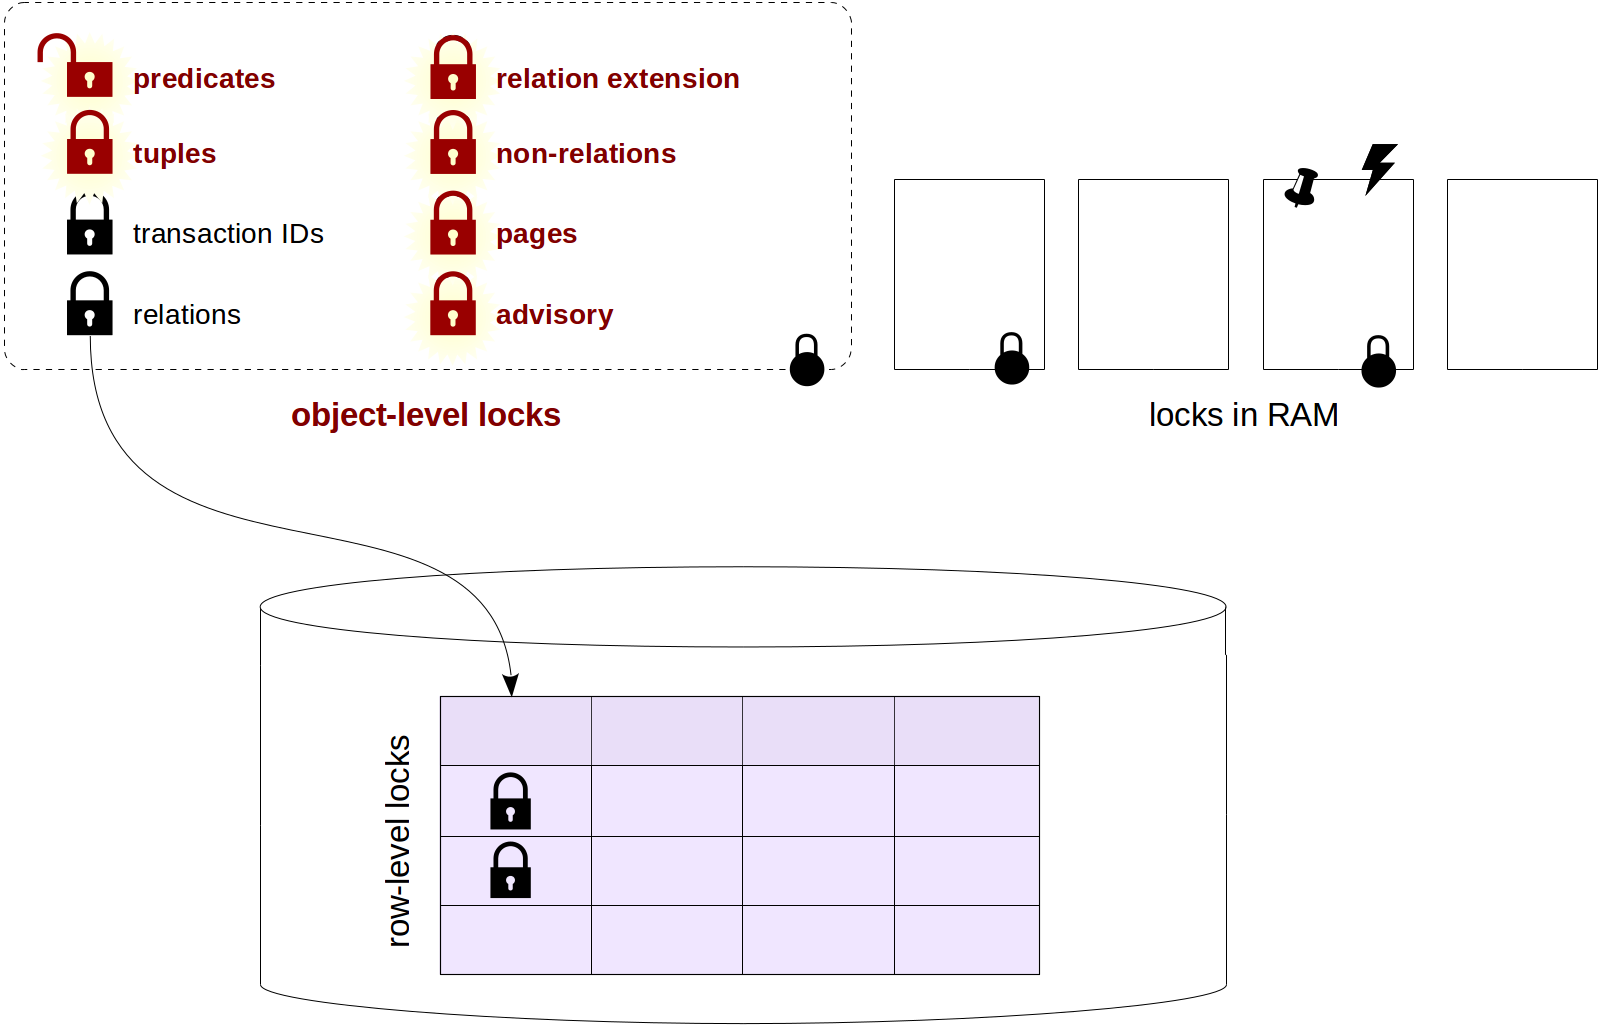 predicates
tuples
transaction IDs
relations
relation extension
non-relations
pages
advisory
object-level locks
locks in RAM
row-level locks